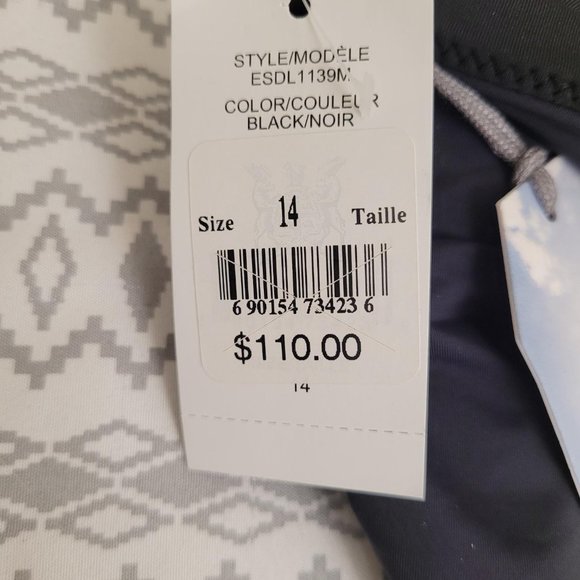 STYLE/MODÈLE
ESDL1139M
COLOR/COULEUR
BLACK/NOIR
Size 14 Taille
6 90154 73423 6
$110.00
14